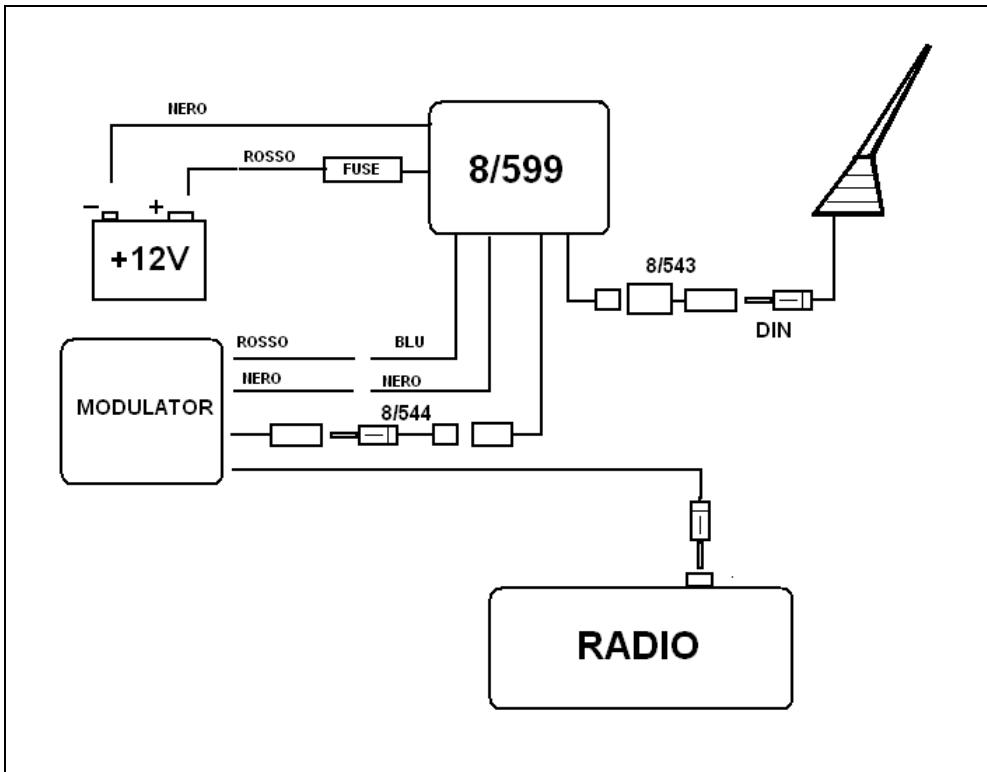 NERO
8/599
ROSSO
FUSE
− +
+12V
8/543
DIN
ROSSO BLU
NERO NERO
MODULATOR
8/544
RADIO